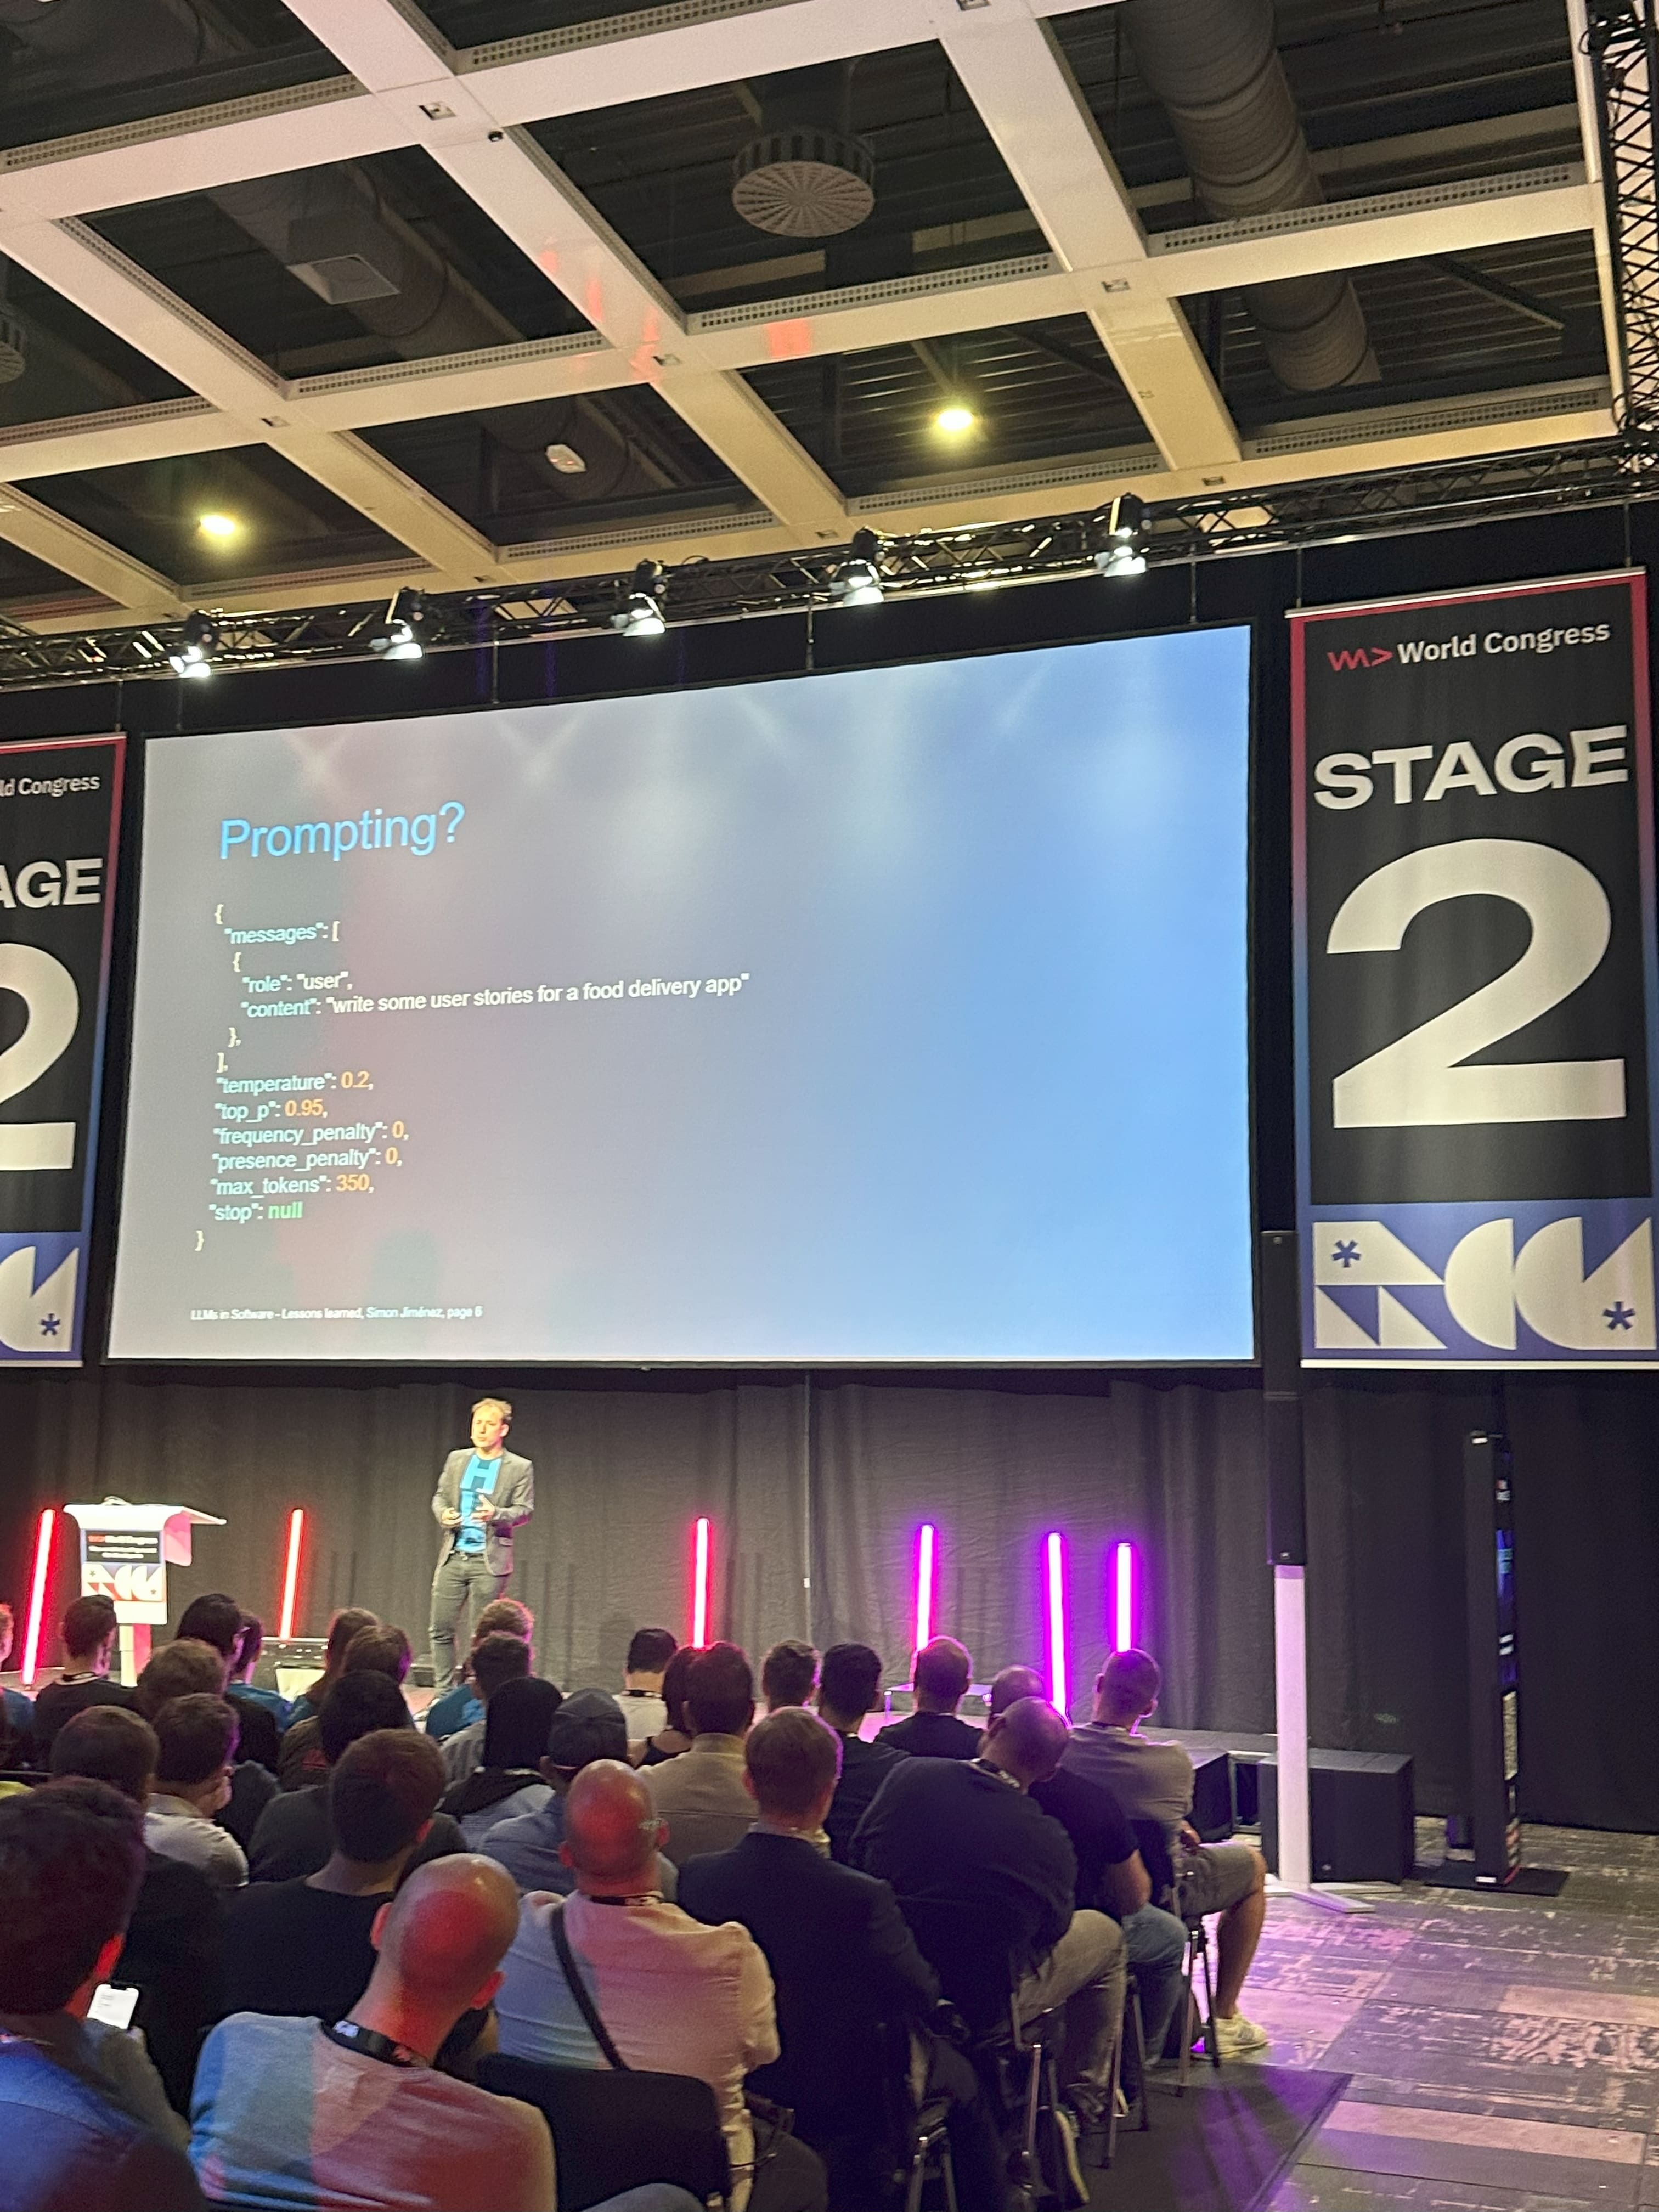 World Congress
STAGE
2
ld Congress
AGE
2
Prompting?
{
"messages": [
{
"role": "user",
"content": "write some user stories for a food delivery app"
},
],
"temperature": 0.2,
"top_p": 0.95,
"frequency_penalty": 0,
"presence_penalty": 0,
"max_tokens": 350,
"stop": null
}
LLMs in Software - Lessons learned, Simon Jiménez, page 6